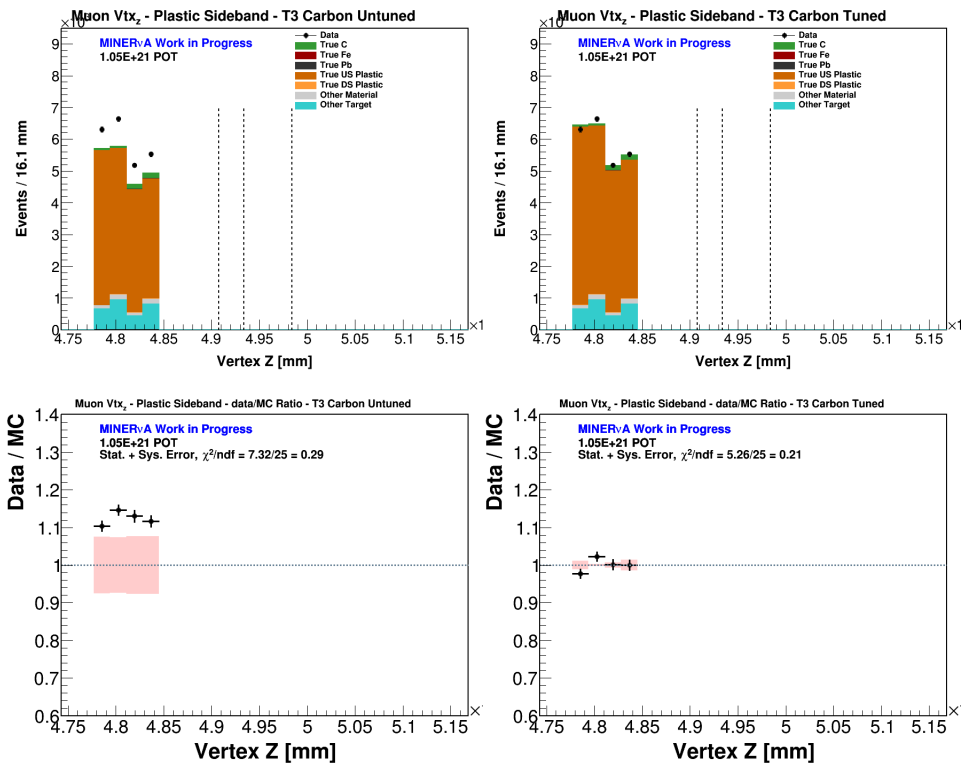 Muon Vtxz - Plastic Sideband - T3 Carbon Untuned
MINERνA Work in Progress
1.05E+21 POT
Data
True C
True Fe
True Pb
True US Plastic
True DS Plastic
Other Material
Other Target
Events / 16.1 mm
9
8
7
6
5
4
3
2
1
0
4.75 4.8 4.85 4.9 4.95 5 5.05 5.1 5.15
Vertex Z [mm]
Muon Vtxz - Plastic Sideband - T3 Carbon Tuned
MINERνA Work in Progress
1.05E+21 POT
Data
True C
True Fe
True Pb
True US Plastic
True DS Plastic
Other Material
Other Target
Events / 16.1 mm
9
8
7
6
5
4
3
2
1
0
4.75 4.8 4.85 4.9 4.95 5 5.05 5.1 5.15
Vertex Z [mm]
Muon Vtxz - Plastic Sideband - data/MC Ratio - T3 Carbon Untuned
MINERνA Work in Progress
1.05E+21 POT
Stat. + Sys. Error, χ²/ndf = 7.32/25 = 0.29
Data / MC
1.4
1.3
1.2
1.1
1
0.9
0.8
0.7
0.6
4.75 4.8 4.85 4.9 4.95 5 5.05 5.1 5.15
Vertex Z [mm]
Muon Vtxz - Plastic Sideband - data/MC Ratio - T3 Carbon Tuned
MINERνA Work in Progress
1.05E+21 POT
Stat. + Sys. Error, χ²/ndf = 5.26/25 = 0.21
Data / MC
1.4
1.3
1.2
1.1
1
0.9
0.8
0.7
0.6
4.75 4.8 4.85 4.9 4.95 5 5.05 5.1 5.15
Vertex Z [mm]